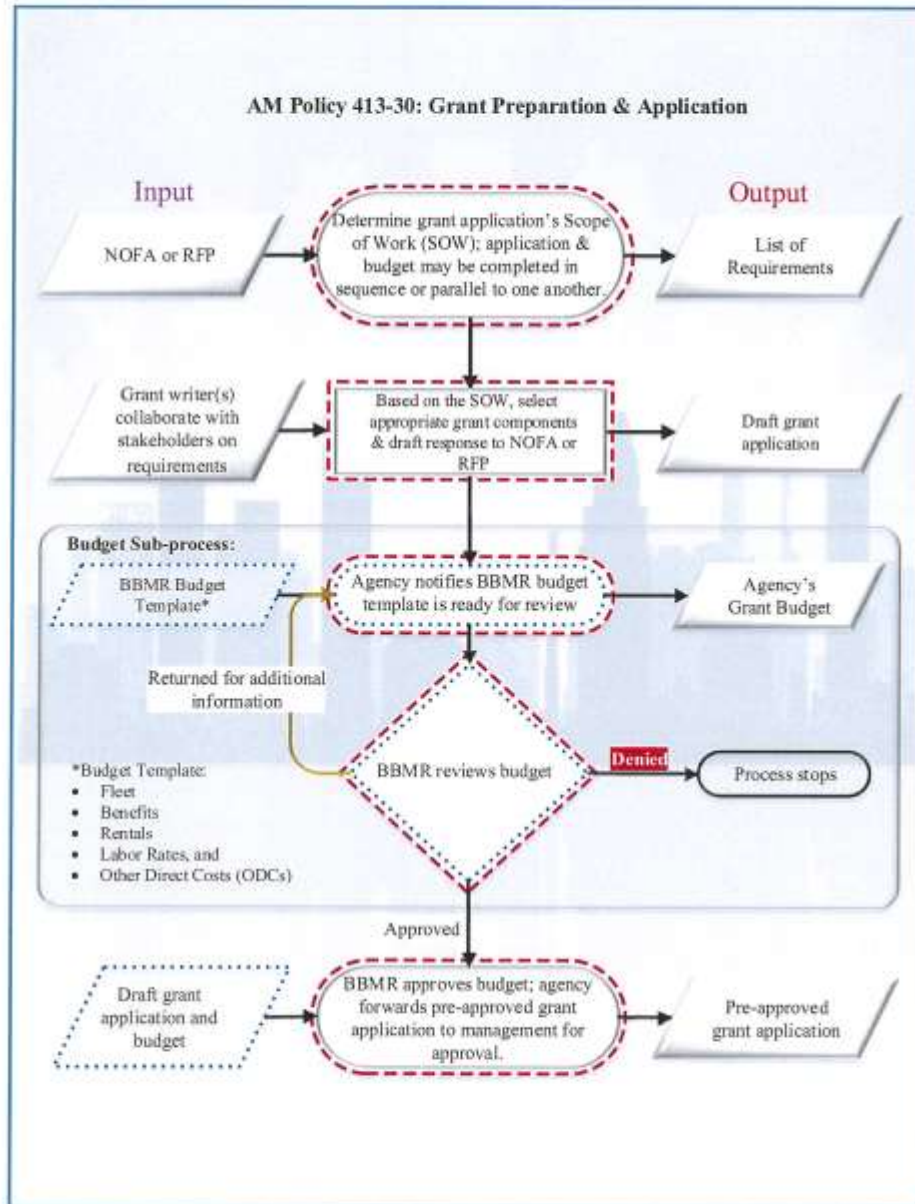 AM Policy 413-30: Grant Preparation & Application
Input
Output
NOFA or RFP
Determine grant application's Scope
of Work (SOW); application &
budget may be completed in
sequence or parallel to one another.
List of
Requirements
Grant writer(s)
collaborate with
stakeholders on
requirements
Based on the SOW, select
appropriate grant components
& draft response to NOFA or
RFP
Draft grant
application
Budget Sub-process:
BBMR Budget
Template*
Agency notifies BBMR budget
template is ready for review
Agency's
Grant Budget
Returned for additional
information
BBMR reviews budget
Denied
Process stops
*Budget Template:
• Fleet
• Benefits
• Rentals
• Labor Rates, and
• Other Direct Costs (ODCs)
Approved
Draft grant
application and
budget
BBMR approves budget; agency
forwards pre-approved grant
application to management for
approval.
Pre-approved
grant application